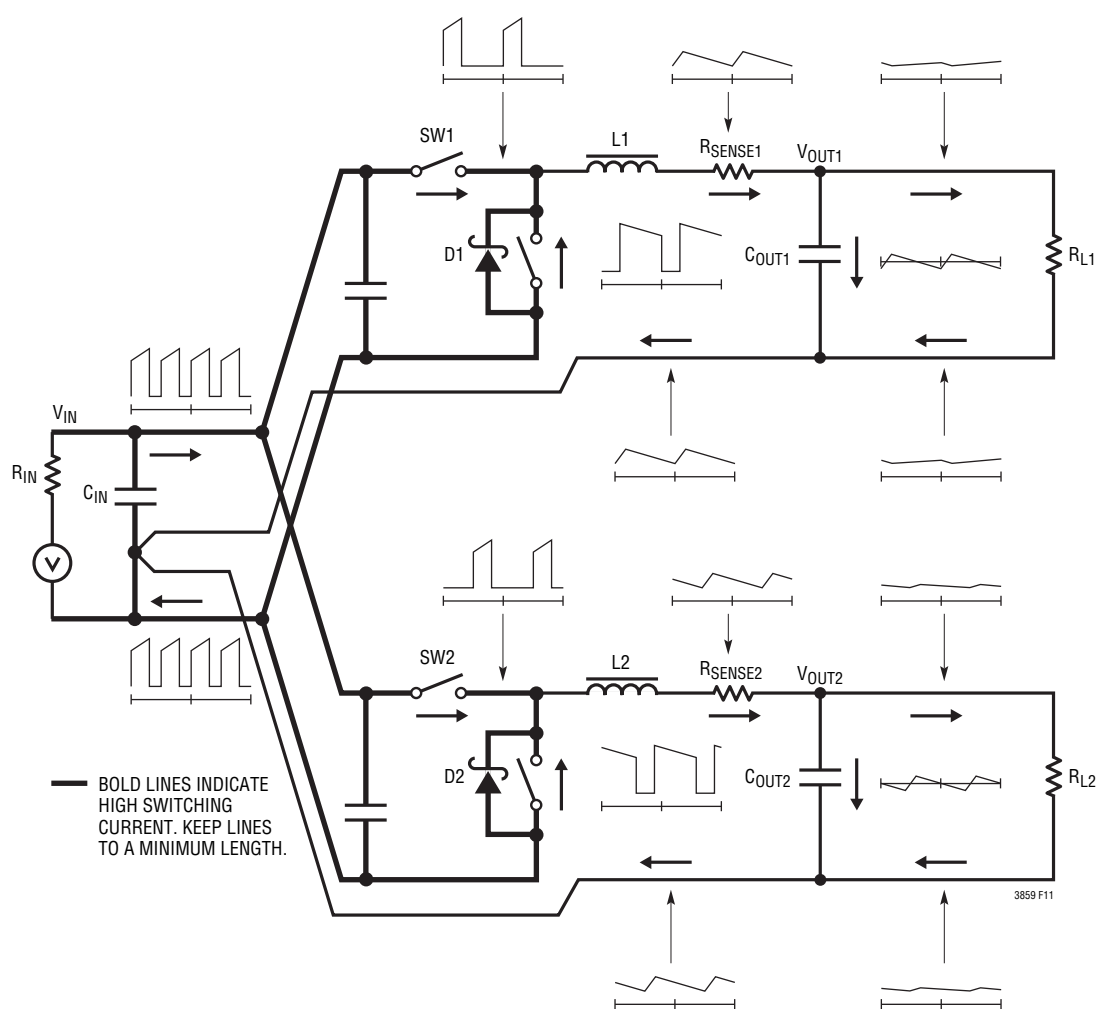 SW1
L1
RSENSE1
VOUT1
D1
COUT1
RL1
VIN
RIN
CIN
V
SW2
L2
RSENSE2
VOUT2
D2
COUT2
RL2
BOLD LINES INDICATE
HIGH SWITCHING
CURRENT. KEEP LINES
TO A MINIMUM LENGTH.
3859 F11